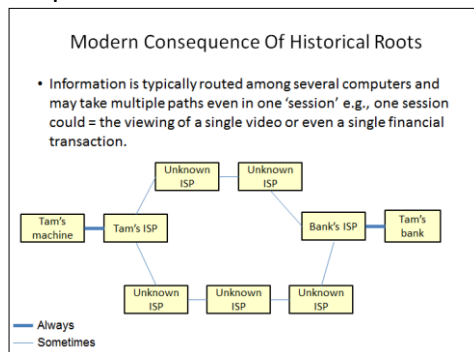 Modern Consequence Of Historical Roots
• Information is typically routed among several computers and
may take multiple paths even in one ‘session’ e.g., one session
could = the viewing of a single video or even a single financial
transaction.
Unknown
ISP
Unknown
ISP
Tam’s
machine
Tam’s ISP
Bank’s ISP
Tam’s
bank
Unknown
ISP
Unknown
ISP
Unknown
ISP
Always
Sometimes